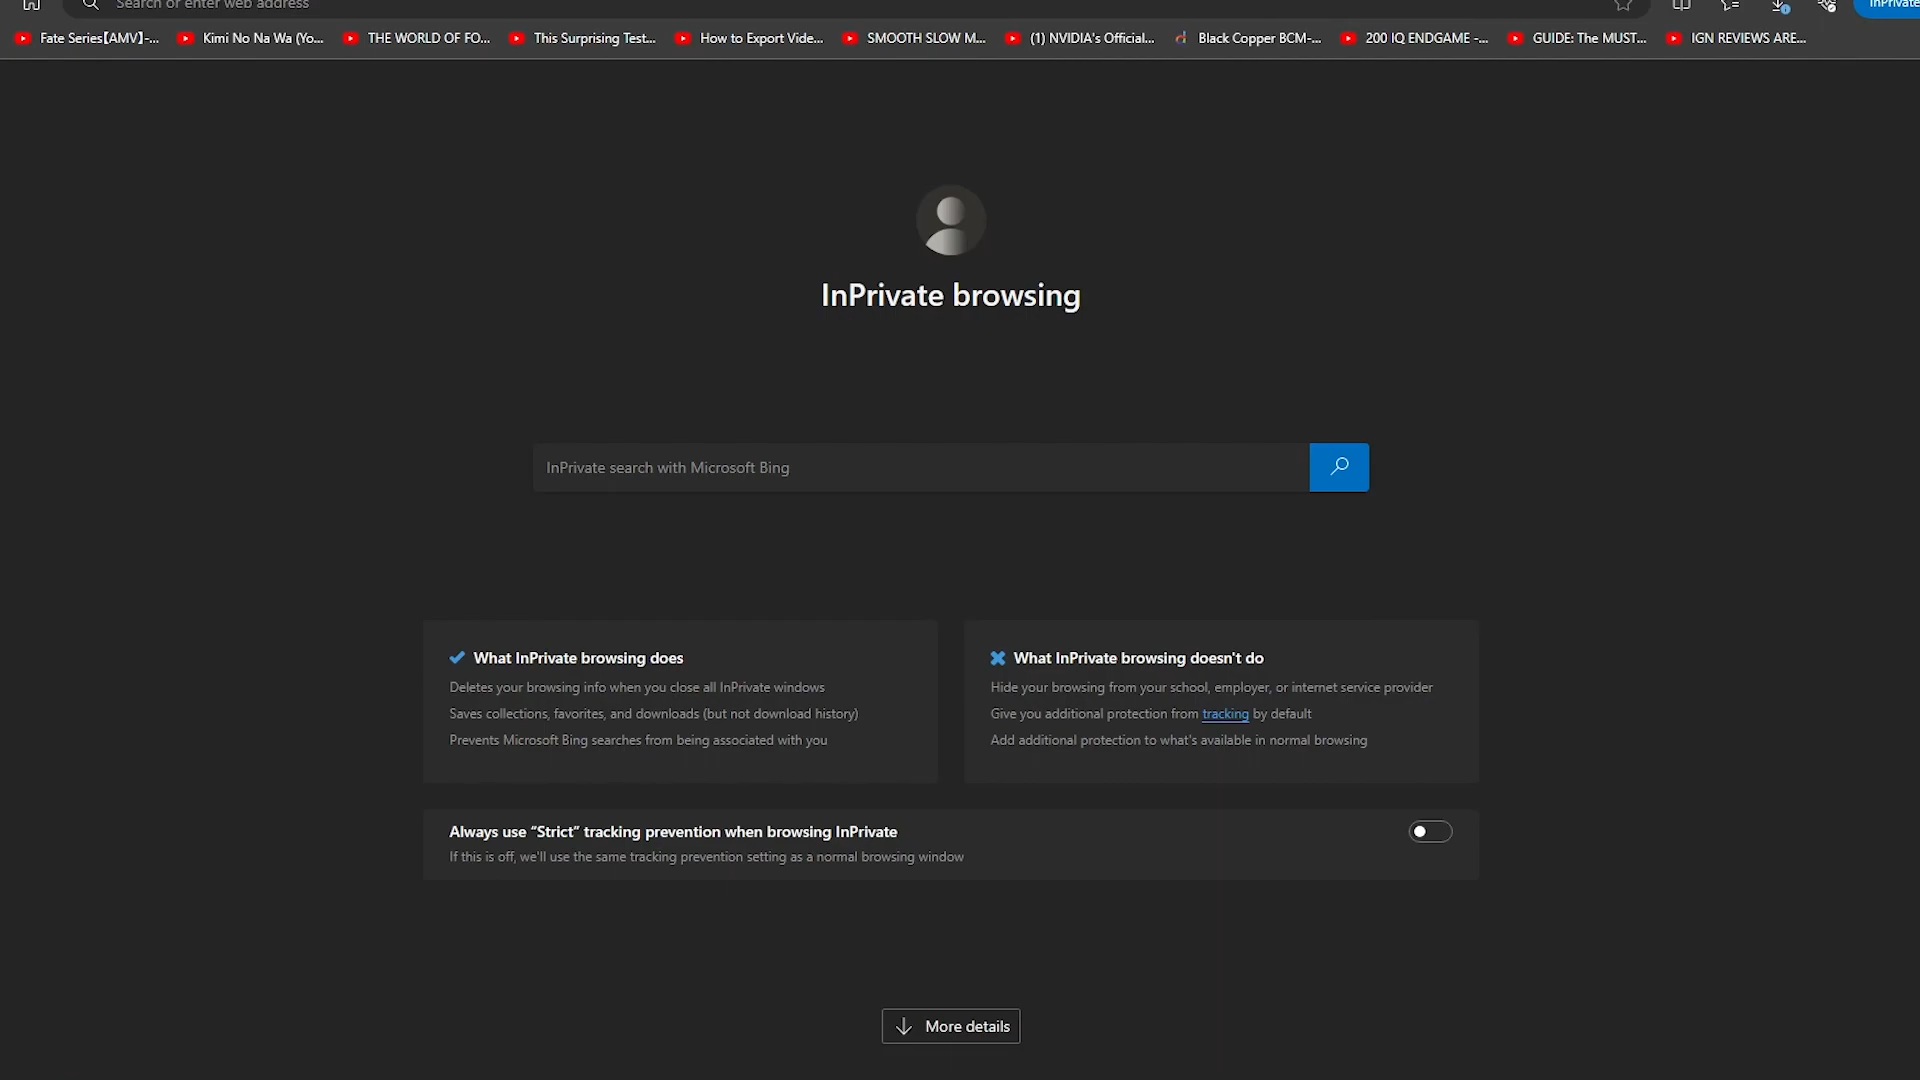 Search or enter web address
InPrivate
Fate Series【AMV】-...
Kimi No Na Wa (Yo...
THE WORLD OF FO...
This Surprising Test...
How to Export Vide...
SMOOTH SLOW M...
(1) NVIDIA's Official...
Black Copper BCM-...
200 IQ ENDGAME -...
GUIDE: The MUST...
IGN REVIEWS ARE...
InPrivate browsing
InPrivate search with Microsoft Bing
What InPrivate browsing does
Deletes your browsing info when you close all InPrivate windows
Saves collections, favorites, and downloads (but not download history)
Prevents Microsoft Bing searches from being associated with you
What InPrivate browsing doesn't do
Hide your browsing from your school, employer, or internet service provider
Give you additional protection from tracking by default
Add additional protection to what's available in normal browsing
Always use “Strict” tracking prevention when browsing InPrivate
If this is off, we'll use the same tracking prevention setting as a normal browsing window
More details